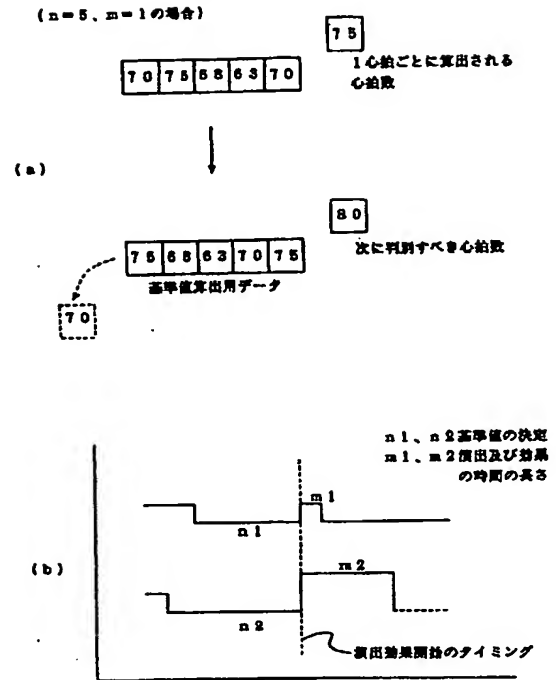 (n=5、m=1の場合)
75
1心拍ごとに算出される
心拍数
70 75 68 63 70
(a)
80
次に判別すべき心拍数
75 68 63 70 75
基準値算出用データ
70
n1、n2基準値の決定
m1、m2演出及び効果
の時間の長さ
m1
n1
(b)
m2
n2
演出効果開始のタイミング